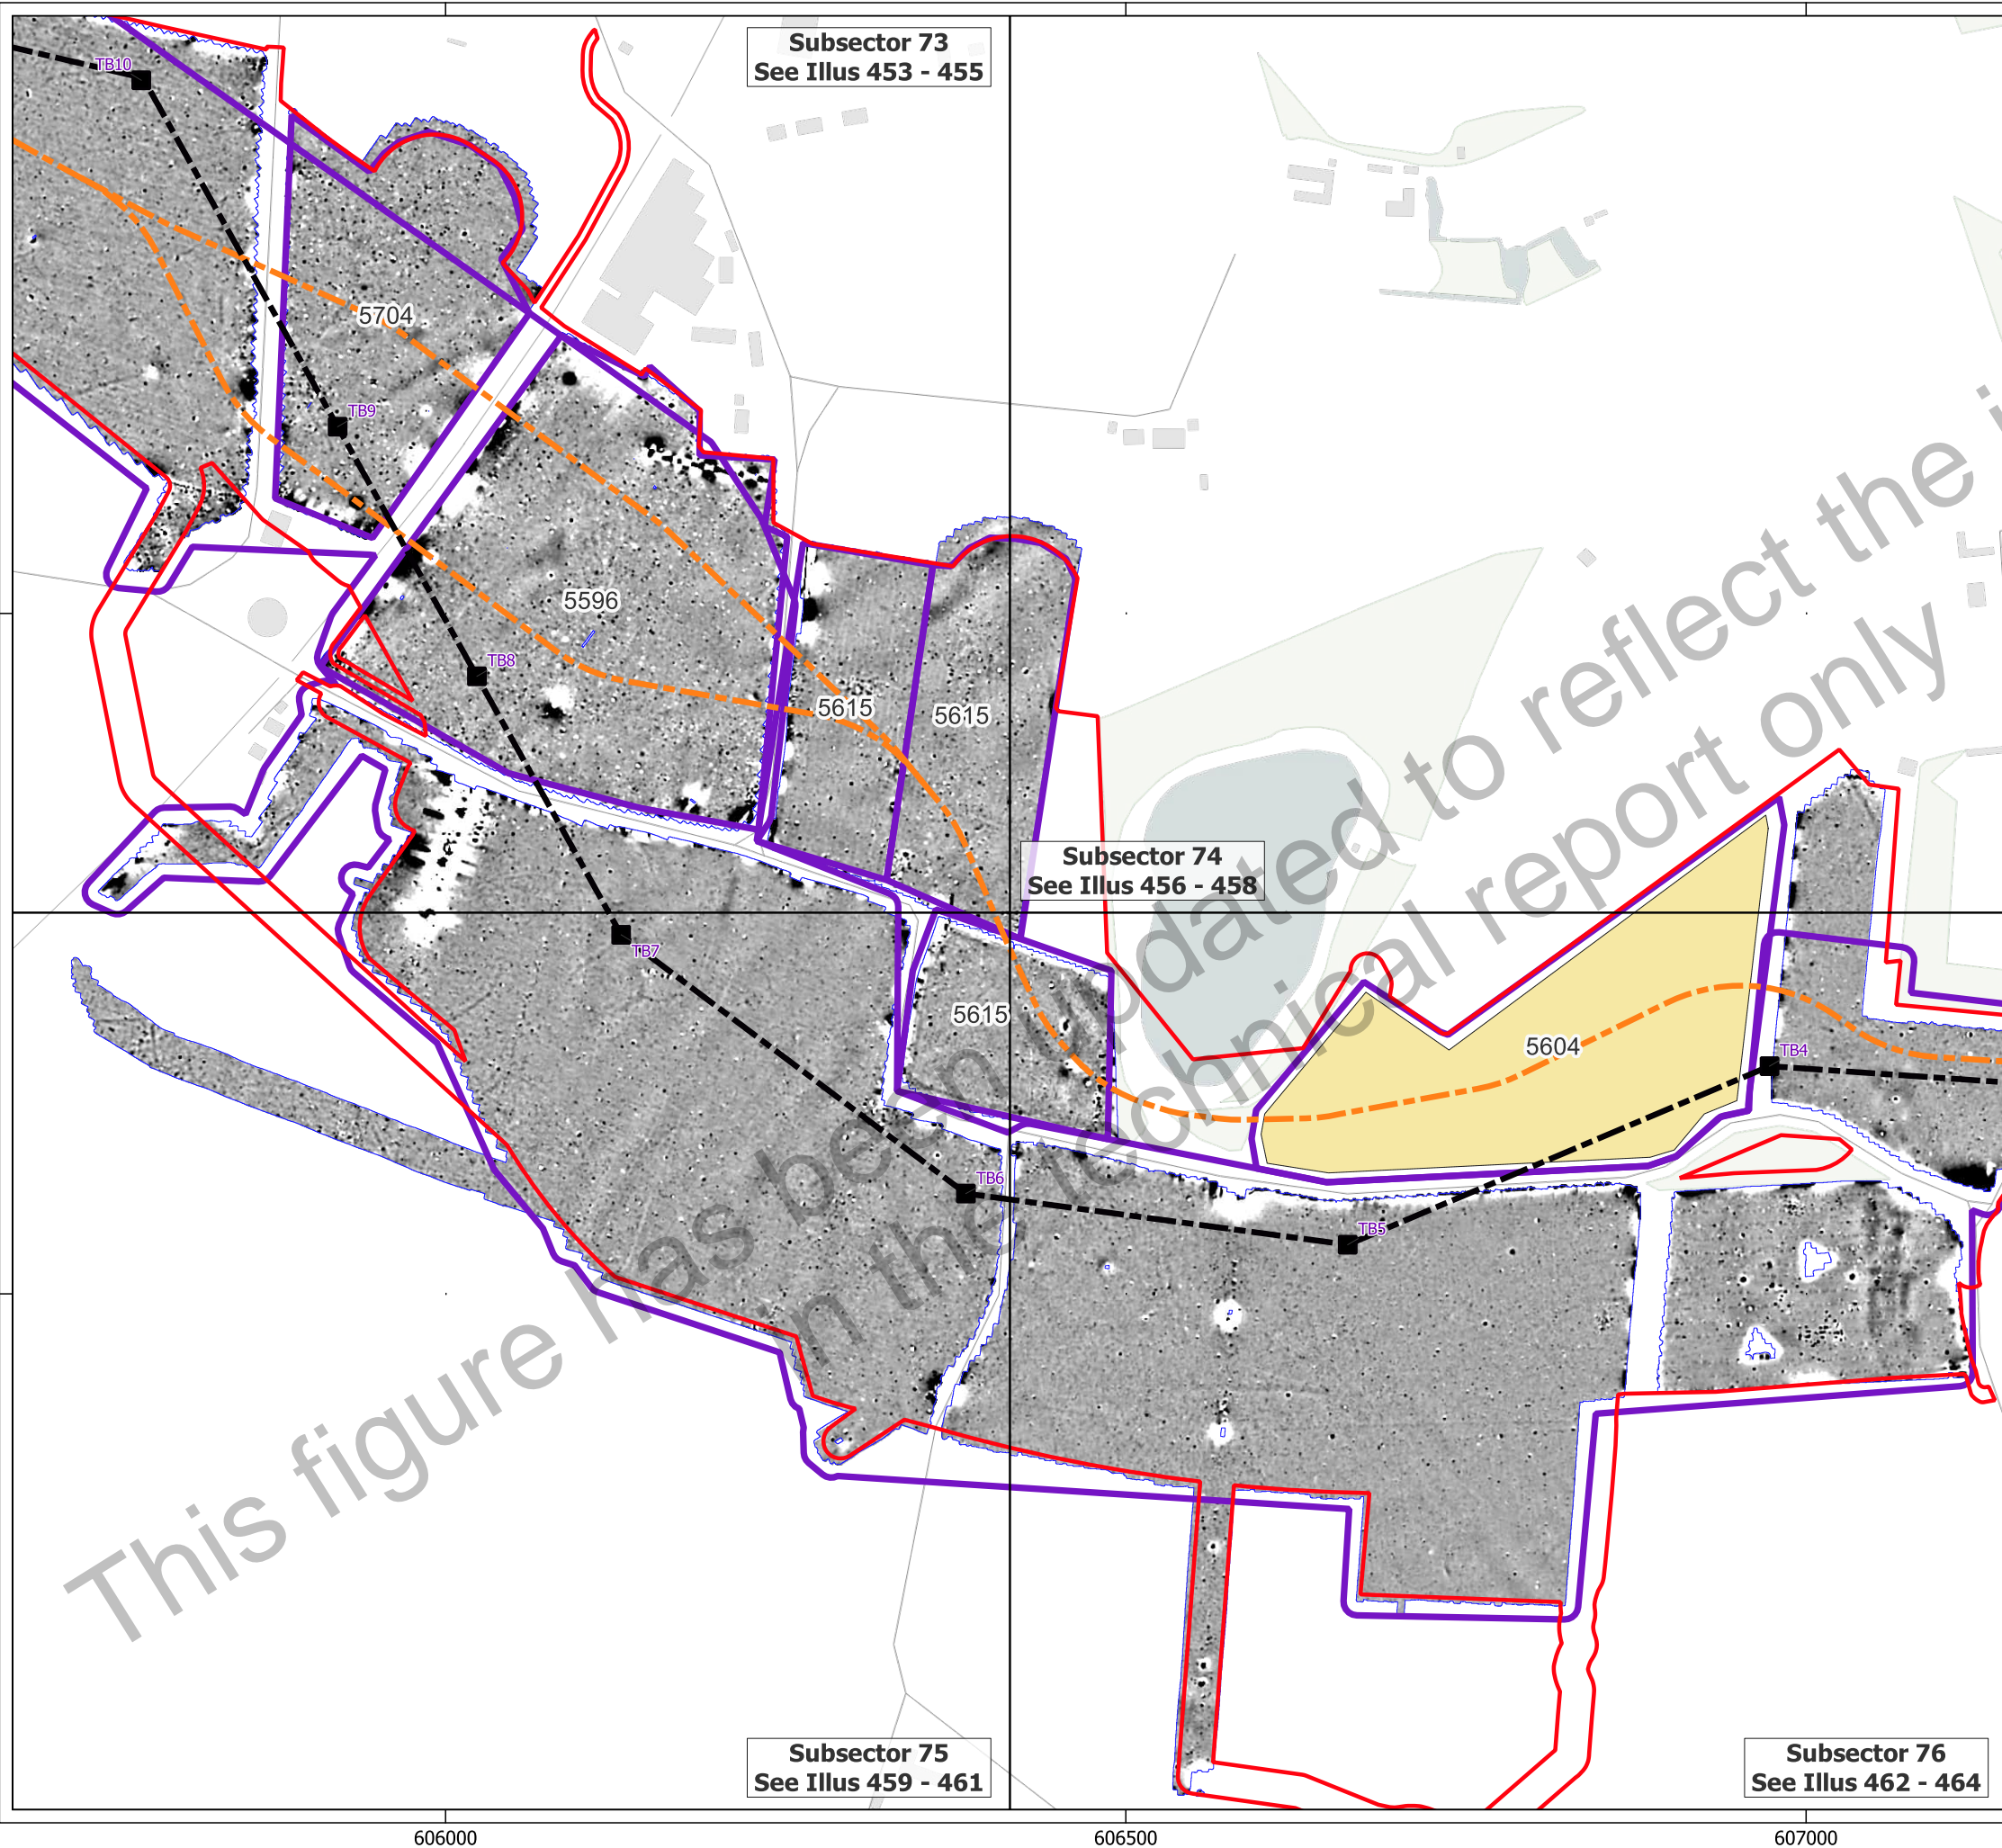 Subsector 73
See Illus 453 - 455
TB10
5704
TB9
5596
TB8
5615
5615
Subsector 74
See Illus 456 - 458
TB7
5615
5604
TB4
TB6
TB5
This figure has been updated to reflect the
in the technical report only
Subsector 75
See Illus 459 - 461
Subsector 76
See Illus 462 - 464
606000
606500
607000